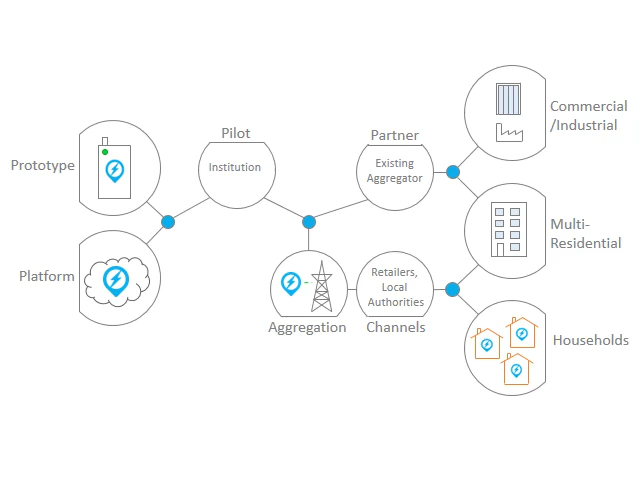 Prototype
Platform
Pilot
Institution
Partner
Existing
Aggregator
Aggregation
Retailers,
Local
Authorities
Channels
Commercial
/Industrial
Multi-
Residential
Households